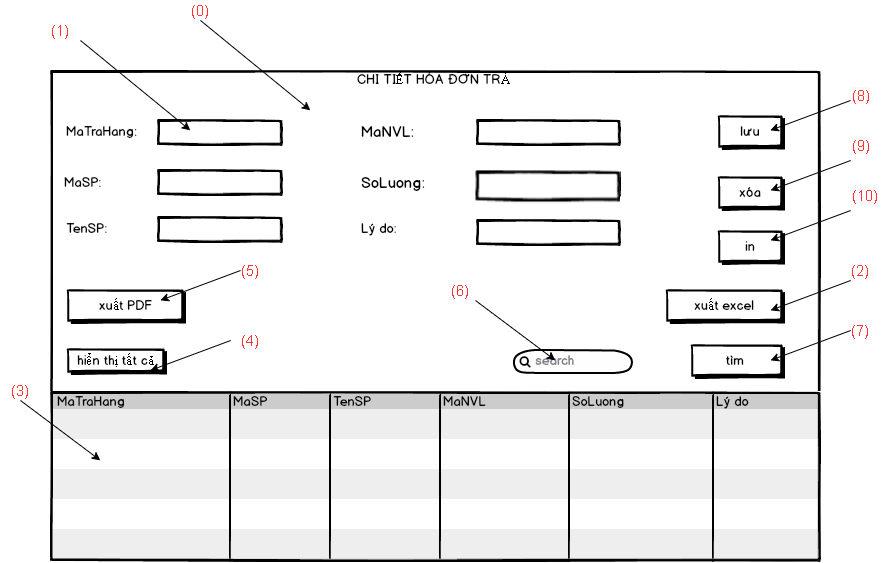 (0)
(1)
CHI TIẾT HÓA ĐƠN TRẢ
(8)
MaTraHang:
MaNVL:
lưu
(9)
MaSP:
SoLuong:
xóa
(10)
TenSP:
Lý do:
in
(5)
(6)
(2)
xuất PDF
xuất excel
(4)
(7)
hiển thị tất cả
search
tìm
(3)
MaTraHang MaSP TenSP MaNVL SoLuong Lý do